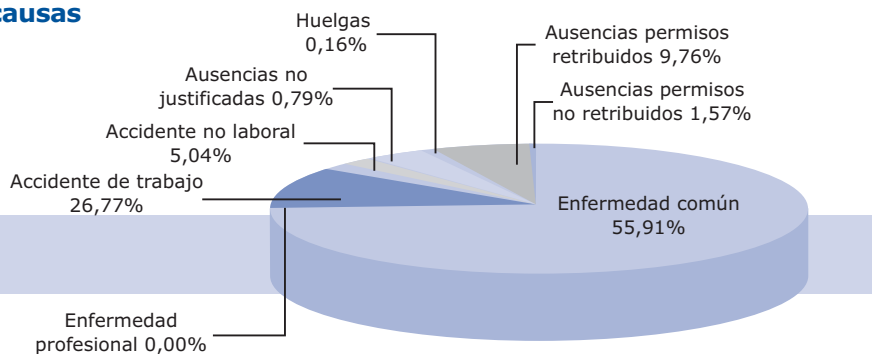 causas
Huelgas
0,16%
Ausencias permisos
retribuidos 9,76%
Ausencias no
justificadas 0,79%
Ausencias permisos
no retribuidos 1,57%
Accidente no laboral
5,04%
Accidente de trabajo
26,77%
Enfermedad común
55,91%
Enfermedad
profesional 0,00%